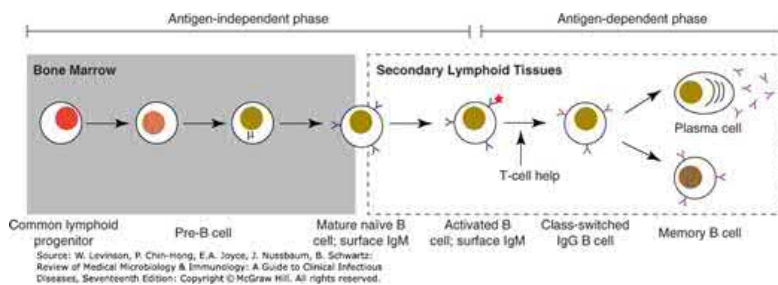 Antigen-independent phase
Antigen-dependent phase
Bone Marrow
Secondary Lymphoid Tissues
Plasma cell
T-cell help
Common lymphoid
progenitor
Pre-B cell
Mature naïve B
cell; surface IgM
Activated B
cell; surface IgM
Class-switched
IgG B cell
Memory B cell
Source: W. Levinson, P. Chin-Hong, E.A. Joyce, J. Nussbaum, B. Schwartz:
Review of Medical Microbiology & Immunology: A Guide to Clinical Infectious
Diseases, Seventeenth Edition: Copyright © McGraw Hill. All rights reserved.